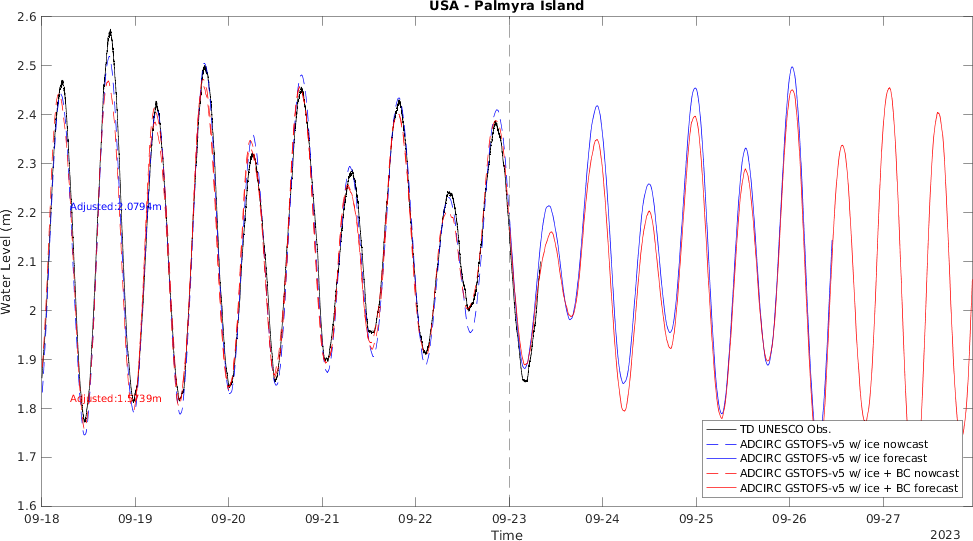 USA - Palmyra Island
2.6
2.5
2.4
2.3
2.2
2.1
2
1.9
1.8
1.7
1.6
Water Level (m)
Adjusted:2.0794m
TD UNESCO Obs.
ADCIRC GSTOFS-v5 w/ ice nowcast
ADCIRC GSTOFS-v5 w/ ice forecast
ADCIRC GSTOFS-v5 w/ ice + BC nowcast
ADCIRC GSTOFS-v5 w/ ice + BC forecast
09-18 09-19 09-20 09-21 09-22 09-23 09-24 09-25 09-26 09-27
Time
2023